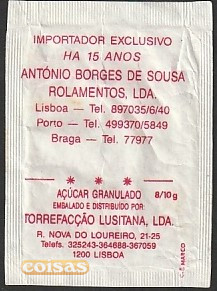 IMPORTADOR EXCLUSIVO
HA 15 ANOS
ANTÓNIO BORGES DE SOUSA
ROLAMENTOS, LDA.
Lisboa — Tel. 897035/6/40
Porto — Tel. 499370/5849
Braga — Tel. 77977
* * *
AÇÚCAR GRANULADO 8/10 g
EMBALADO E DISTRIBUÍDO POR:
TORREFACÇÃO LUSITANA, LDA.
R. NOVA DO LOUREIRO, 21-25
Telefs. 325243-364688-367059
1200 LISBOA
coisas